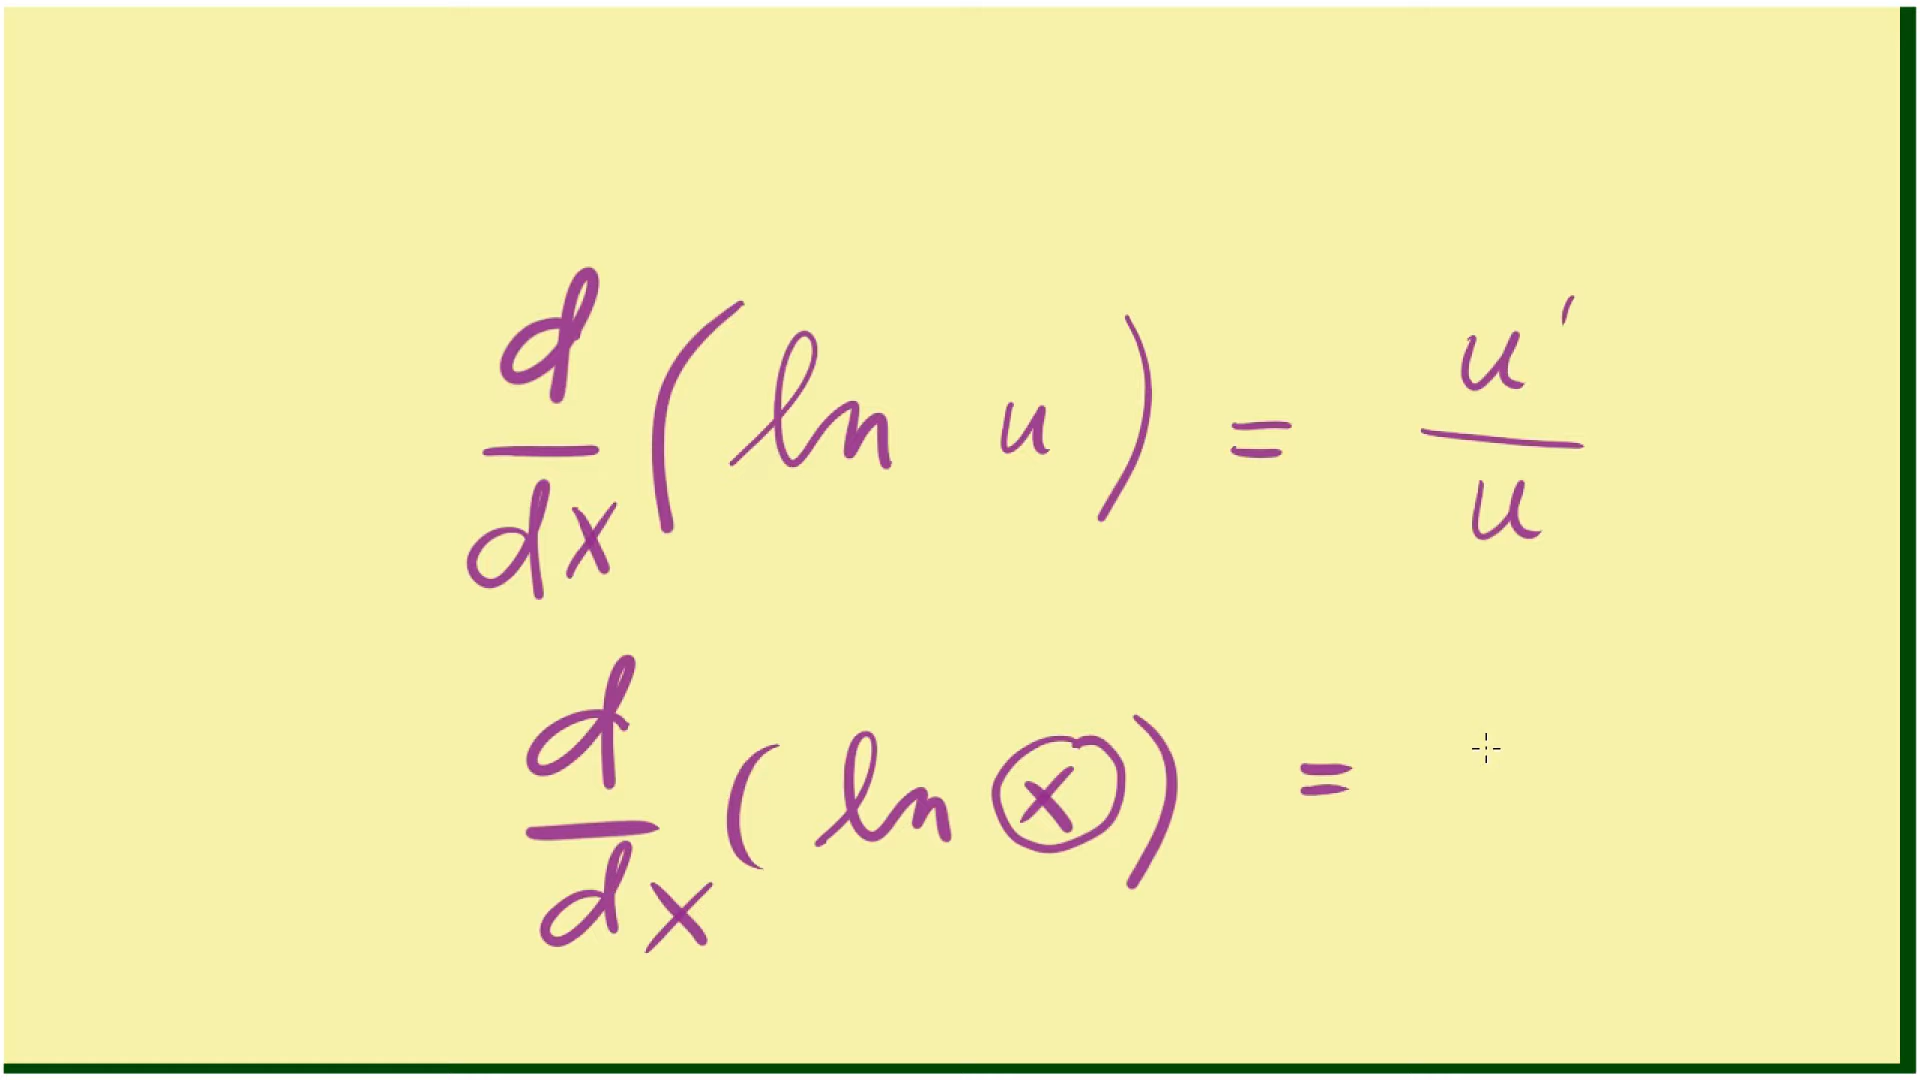 d/dx (ln u) = u'/u
d/dx (ln x) =